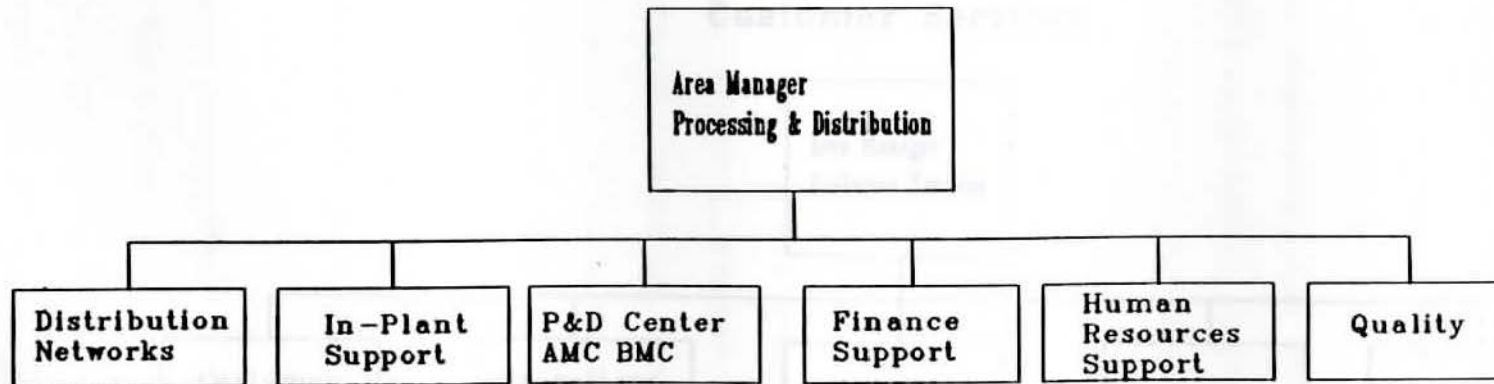 Area Manager
Processing & Distribution
Distribution
Networks
In-Plant
Support
P&D Center
AMC BMC
Finance
Support
Human
Resources
Support
Quality